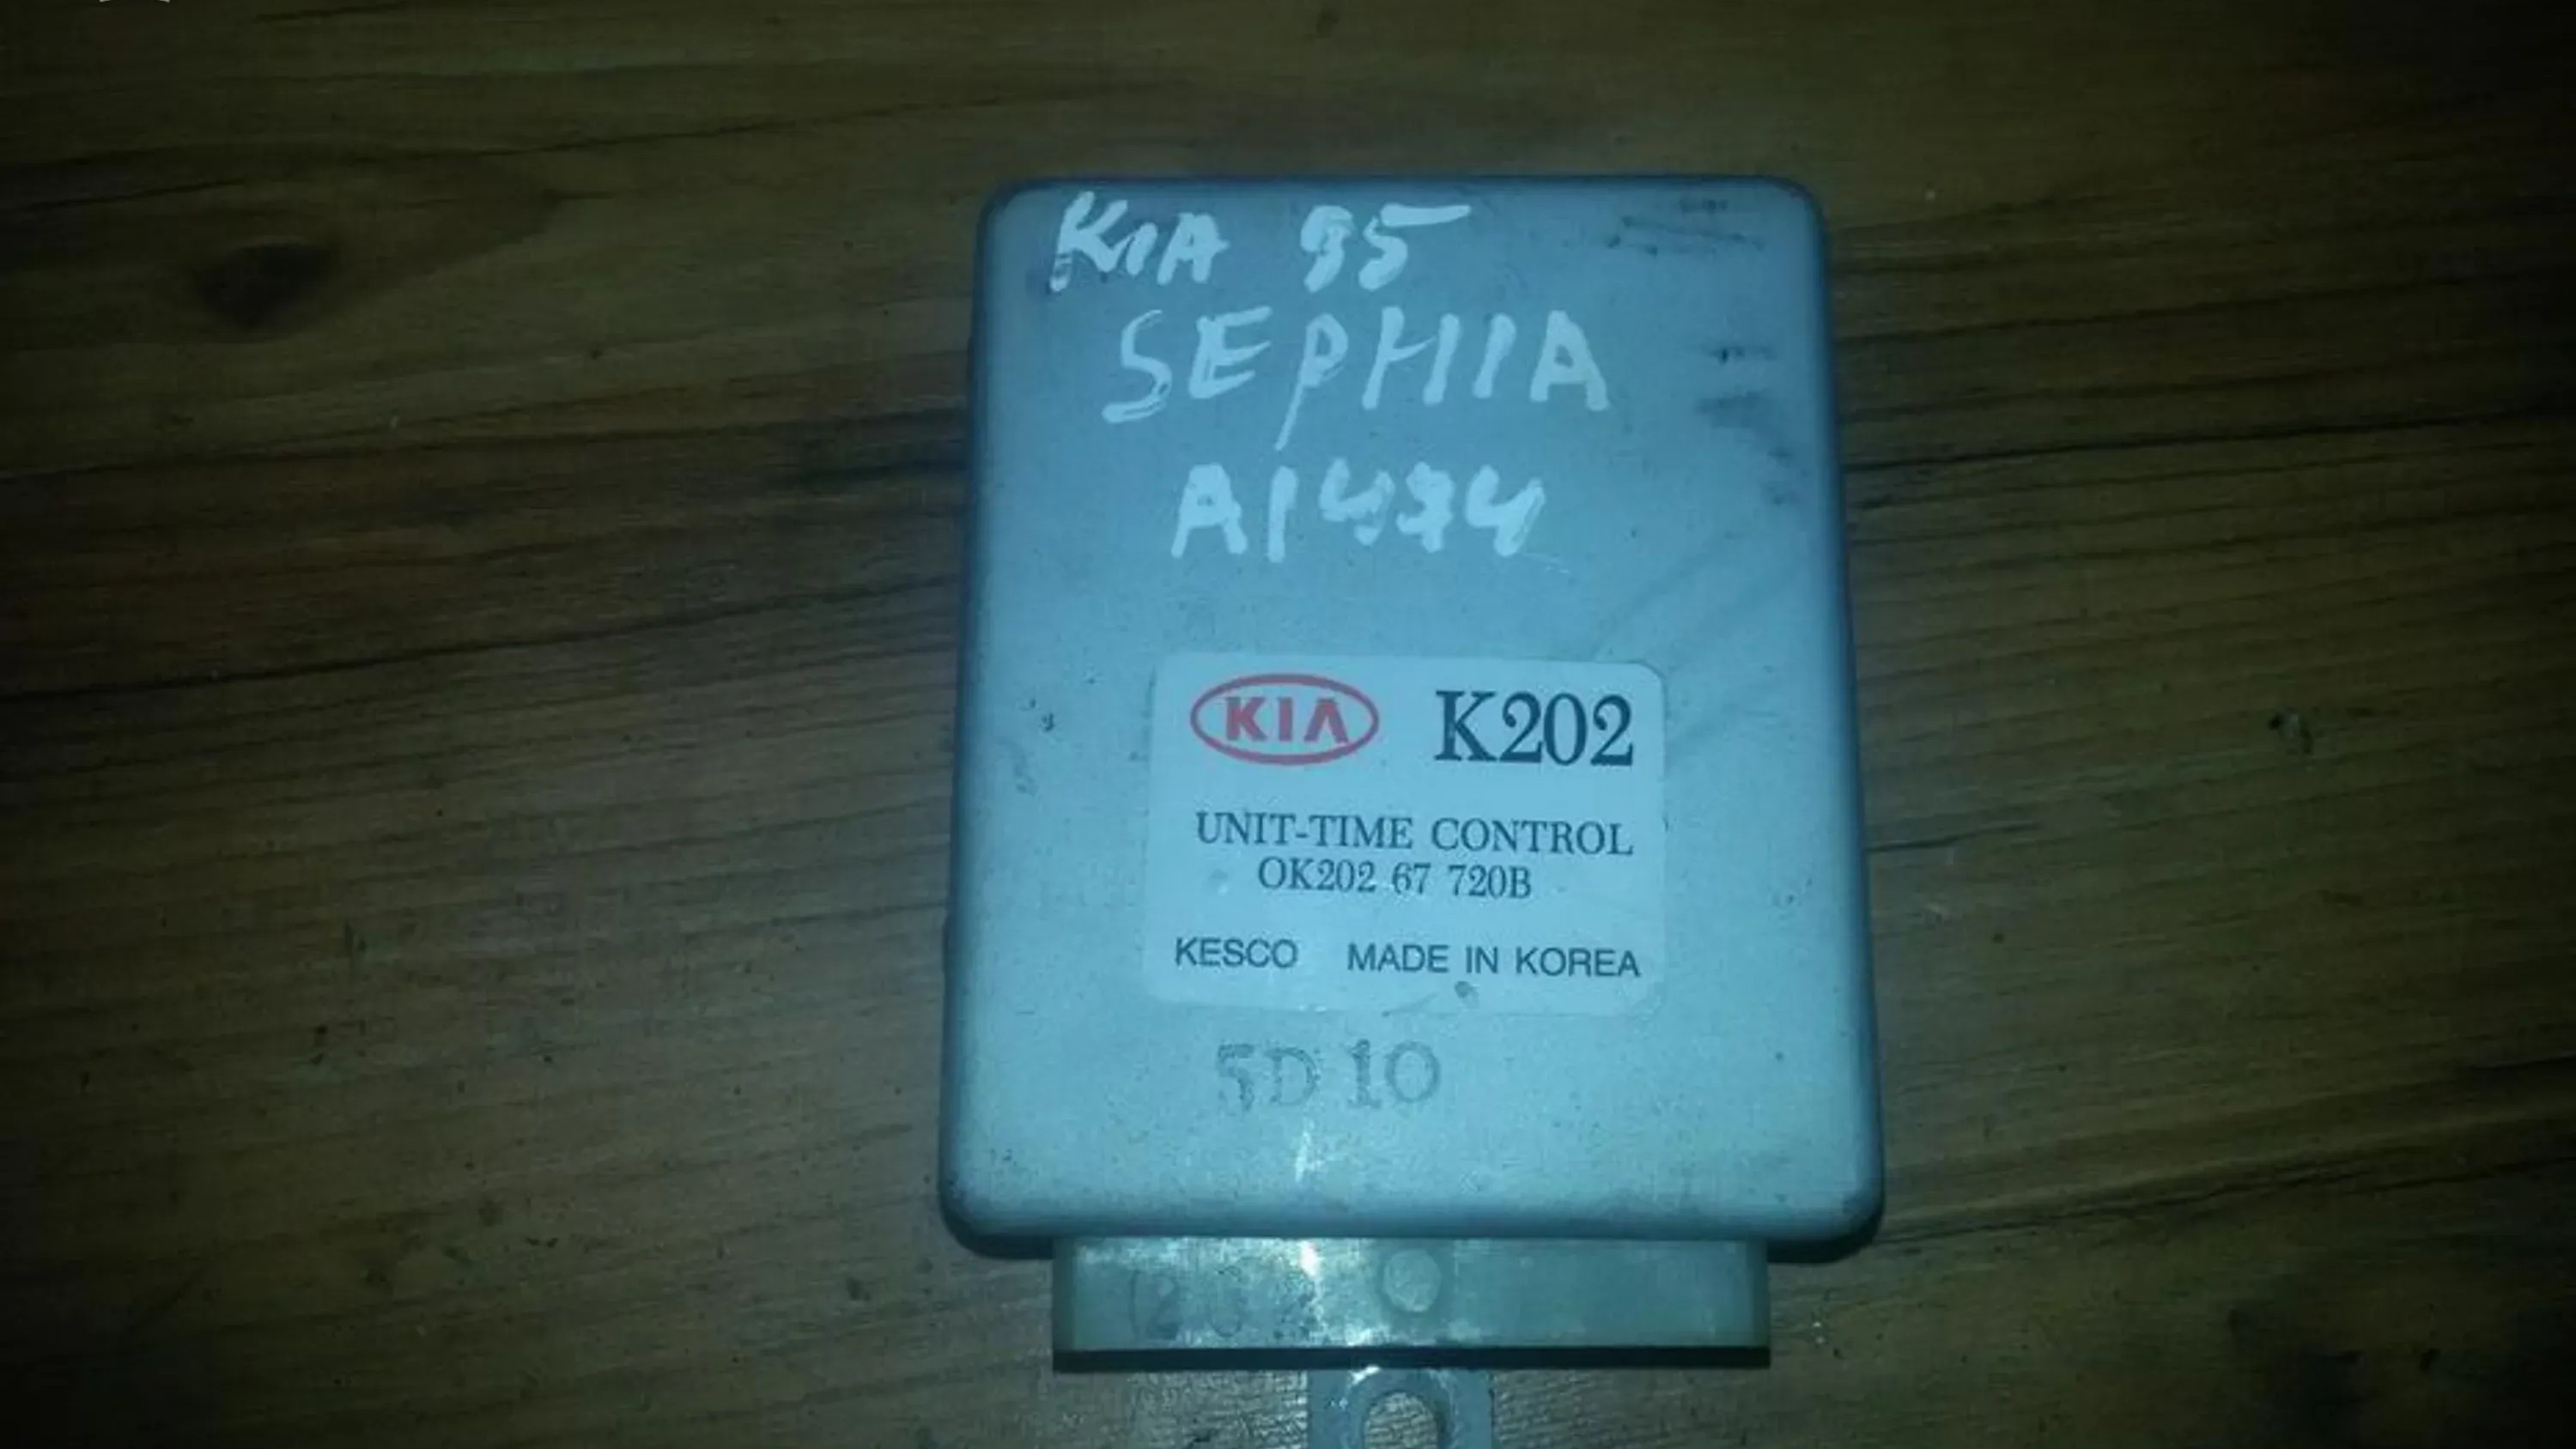 KIA 95
SEPHIA
A1474
KIA K202
UNIT-TIME CONTROL
OK202 67 720B
KESCO MADE IN KOREA
5D10